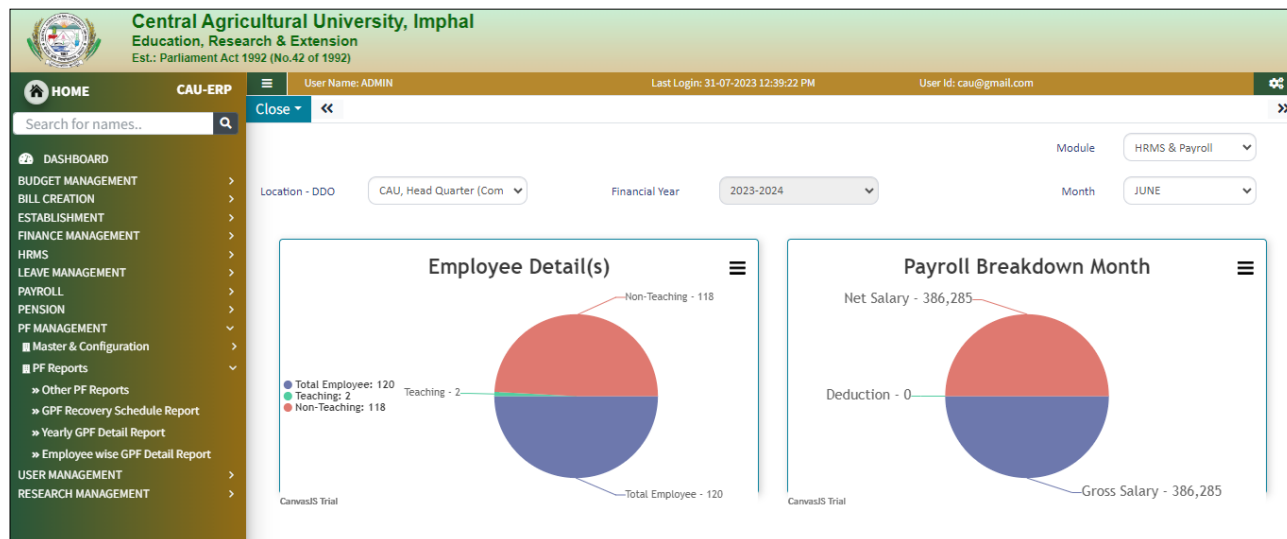 Central Agricultural University, Imphal
Education, Research & Extension
Est.: Parliament Act 1992 (No.42 of 1992)
HOME CAU-ERP
User Name: ADMIN Last Login: 31-07-2023 12:39:22 PM User Id: cau@gmail.com
Close
Search for names..
DASHBOARD
BUDGET MANAGEMENT
BILL CREATION
ESTABLISHMENT
FINANCE MANAGEMENT
HRMS
LEAVE MANAGEMENT
PAYROLL
PENSION
PF MANAGEMENT
Master & Configuration
PF Reports
» Other PF Reports
» GPF Recovery Schedule Report
» Yearly GPF Detail Report
» Employee wise GPF Detail Report
USER MANAGEMENT
RESEARCH MANAGEMENT
Module HRMS & Payroll
Location - DDO CAU, Head Quarter (Com Financial Year 2023-2024 Month JUNE
Employee Detail(s)
Non-Teaching - 118
Total Employee: 120
Teaching: 2
Non-Teaching: 118
Teaching - 2
Total Employee - 120
CanvasJS Trial
Payroll Breakdown Month
Net Salary - 386,285
Deduction - 0
Gross Salary - 386,285
CanvasJS Trial